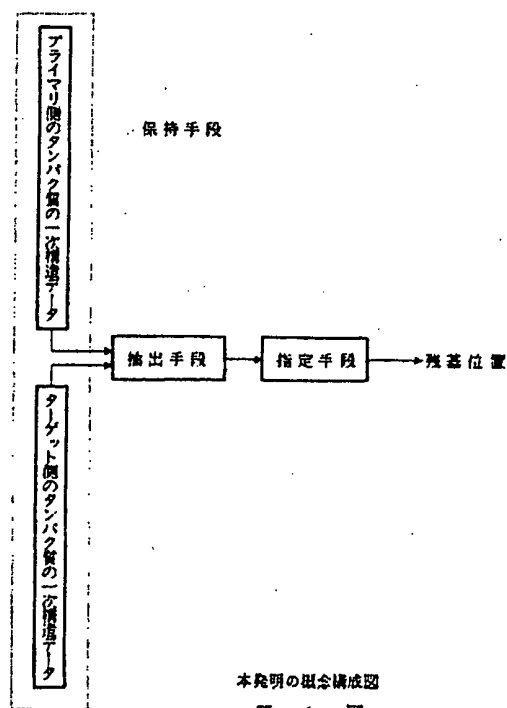 プライマリ側のタンパク質の一次構造データ
保持手段
抽出手段
指定手段
残基位置
ターゲット側のタンパク質の一次構造データ
本発明の概念構成図